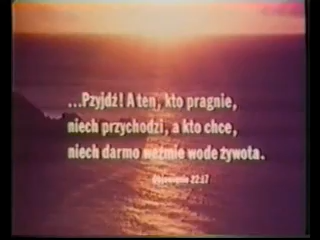 ...Pzyjdź! A ten, kto pragnie,
niech przychodzi, a kto chce,
niech darmo weźmie wode żywota.
Objawienie 22:17